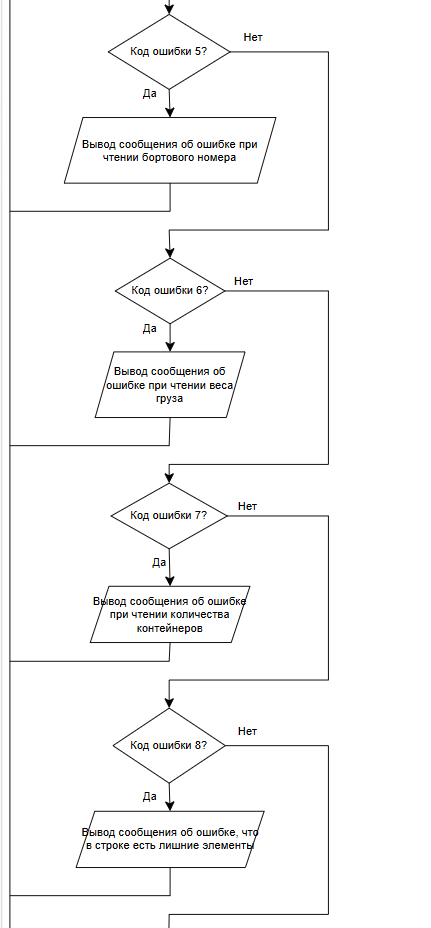 Код ошибки 5?
Нет
Да
Вывод сообщения об ошибке при
чтении бортового номера
Код ошибки 6?
Нет
Да
Вывод сообщения об
ошибке при чтении веса
груза
Код ошибки 7?
Нет
Да
Вывод сообщения об ошибке
при чтении количества
контейнеров
Код ошибки 8?
Нет
Да
Вывод сообщения об ошибке, что
в строке есть лишние элементы